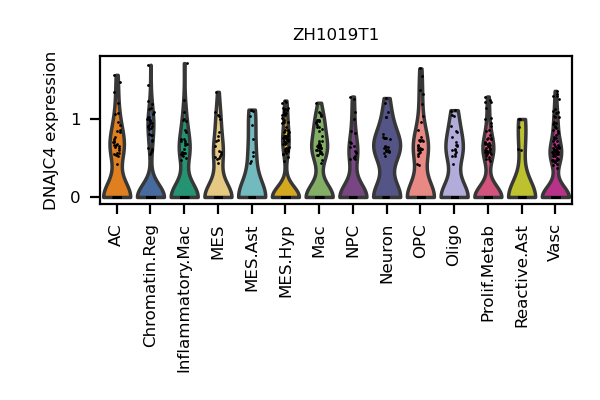 ZH1019T1
DNAJC4 expression
1
0
AC
Chromatin.Reg
Inflammatory.Mac
MES
MES.Ast
MES.Hyp
Mac
NPC
Neuron
OPC
Oligo
Prolif.Metab
Reactive.Ast
Vasc